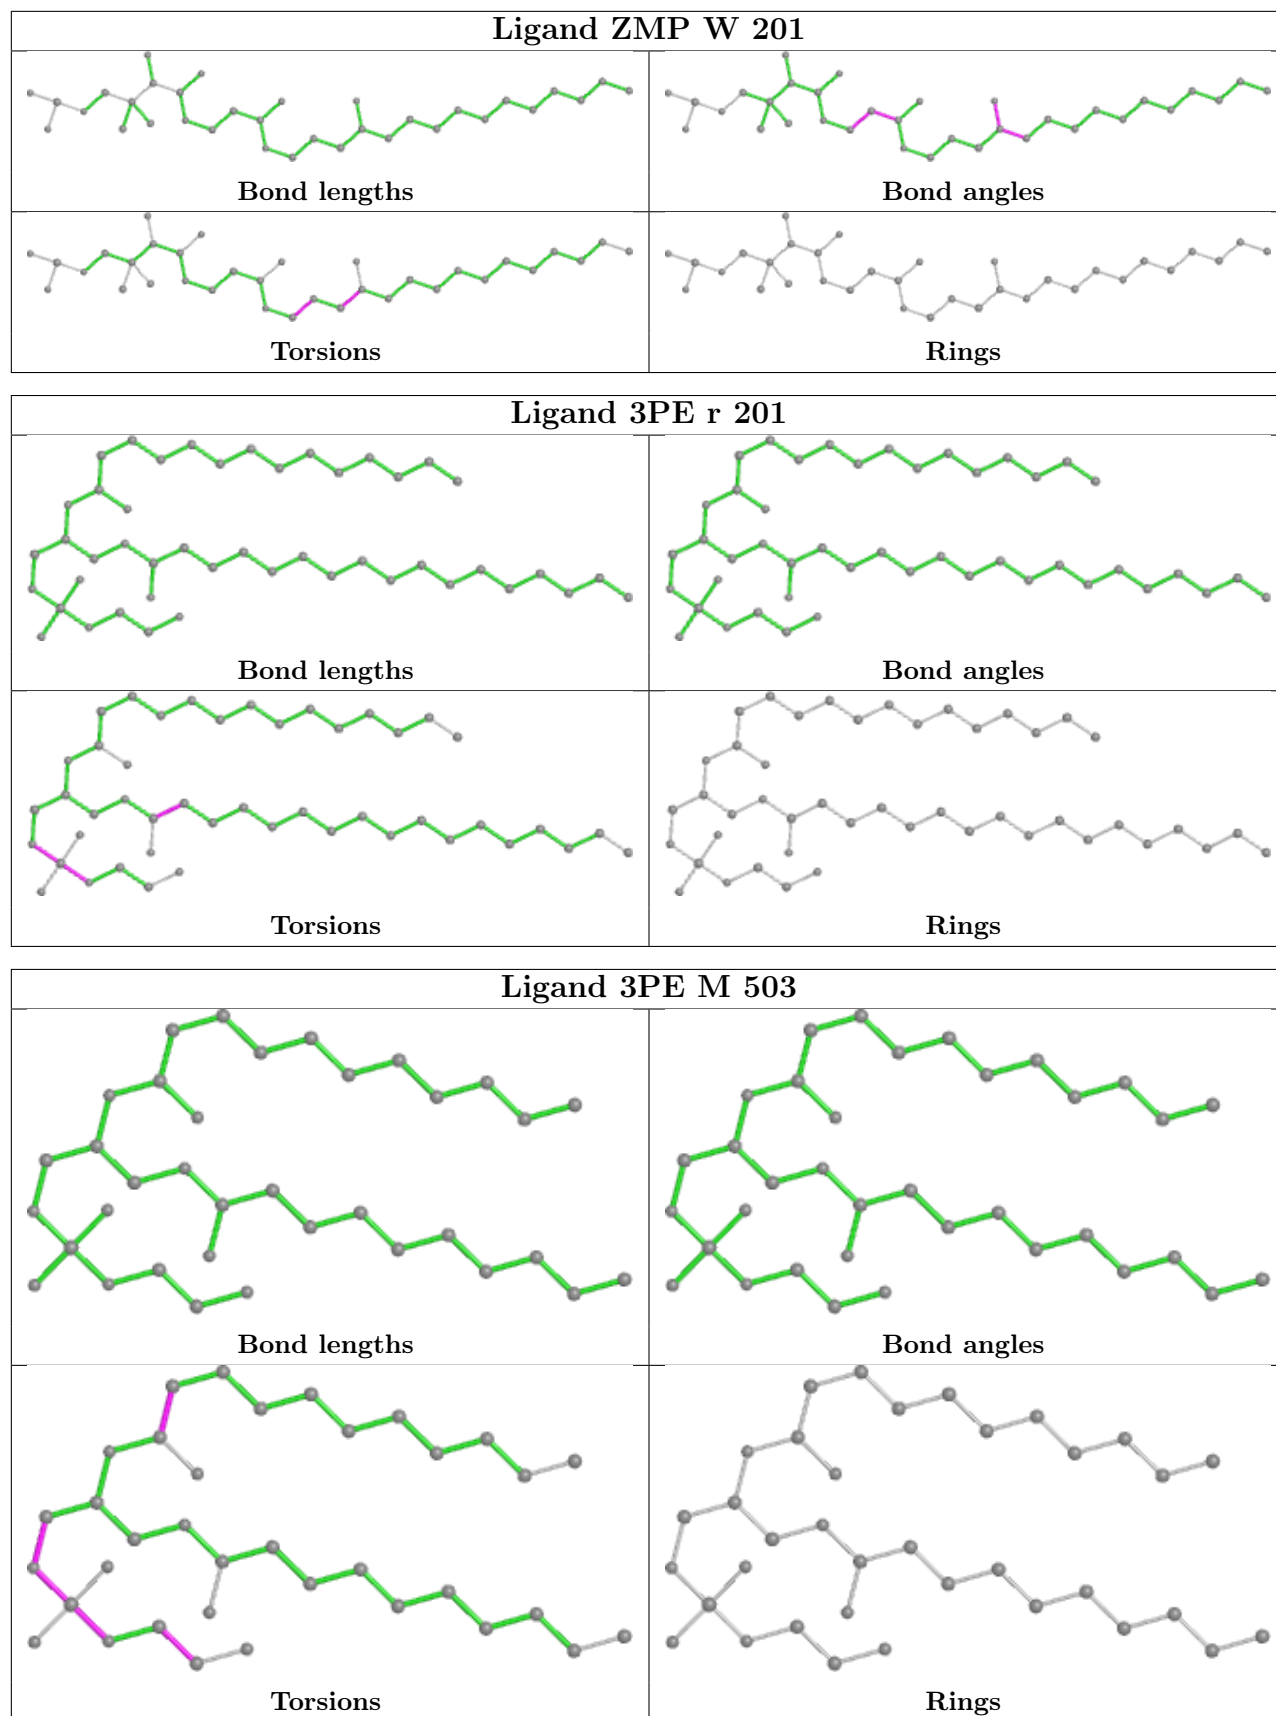 Ligand ZMP W 201
Bond lengths
Bond angles
Torsions
Rings
Ligand 3PE r 201
Bond lengths
Bond angles
Torsions
Rings
Ligand 3PE M 503
Bond lengths
Bond angles
Torsions
Rings